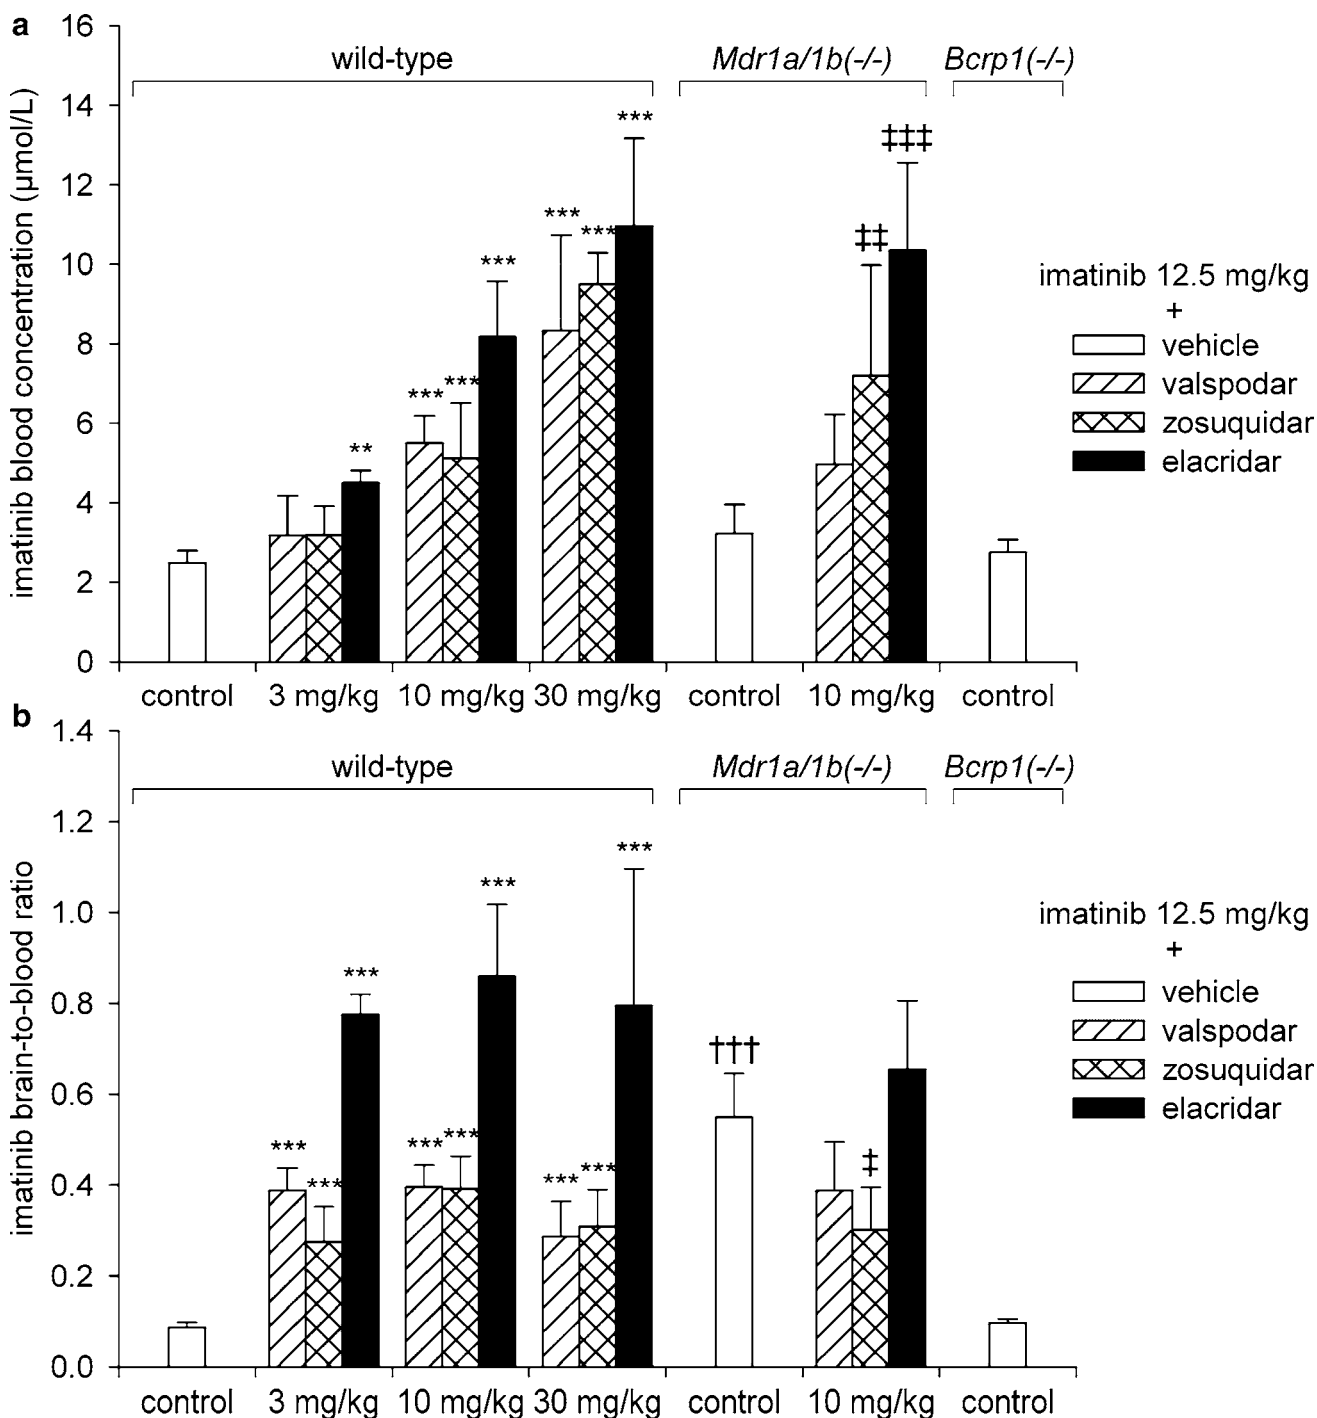 a
imatinib blood concentration (µmol/L)
16
14
12
10
8
6
4
2
0
wild-type Mdr1a/1b(-/-) Bcrp1(-/-)
** *** *** *** *** *** *** ‡‡ ‡‡‡
control 3 mg/kg 10 mg/kg 30 mg/kg control 10 mg/kg control
imatinib 12.5 mg/kg
+
vehicle
valspodar
zosuquidar
elacridar
b
imatinib brain-to-blood ratio
1.4
1.2
1.0
0.8
0.6
0.4
0.2
0.0
wild-type Mdr1a/1b(-/-) Bcrp1(-/-)
*** *** *** *** *** *** *** *** *** ††† ‡
control 3 mg/kg 10 mg/kg 30 mg/kg control 10 mg/kg control
imatinib 12.5 mg/kg
+
vehicle
valspodar
zosuquidar
elacridar